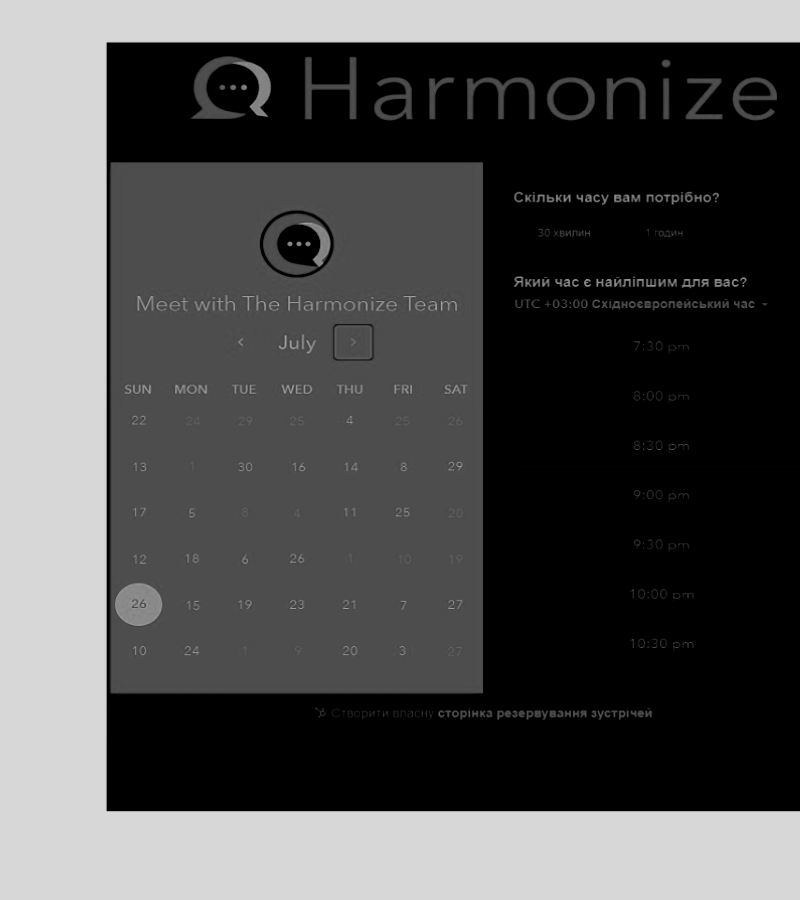 Harmonize
Meet with The Harmonize Team
July
SUN MON TUE WED THU FRI SAT
22 24 29 25 4 25 26
13 1 30 16 14 8 29
17 5 8 4 11 25 20
12 18 6 26 1 10 19
26 15 19 23 21 7 27
10 24 1 9 20 3 27
Скільки часу вам потрібно?
30 хвилин 1 годин
Який час є найліпшим для вас?
UTC +03:00 Східноєвропейський час
7:30 pm
8:00 pm
8:30 pm
9:00 pm
9:30 pm
10:00 pm
10:30 pm
Створити власну сторінка резервування зустрічей